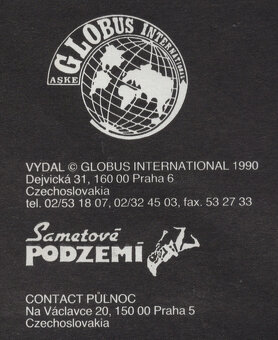 GLOBUS INTERNATIONAL
ASKE
VYDAL © GLOBUS INTERNATIONAL 1990
Dejvická 31, 160 00 Praha 6
Czechoslovakia
tel. 02/53 18 07, 02/32 45 03, fax. 53 27 33
Sametové
PODZEMÍ
CONTACT PŮLNOC
Na Václavce 20, 150 00 Praha 5
Czechoslovakia